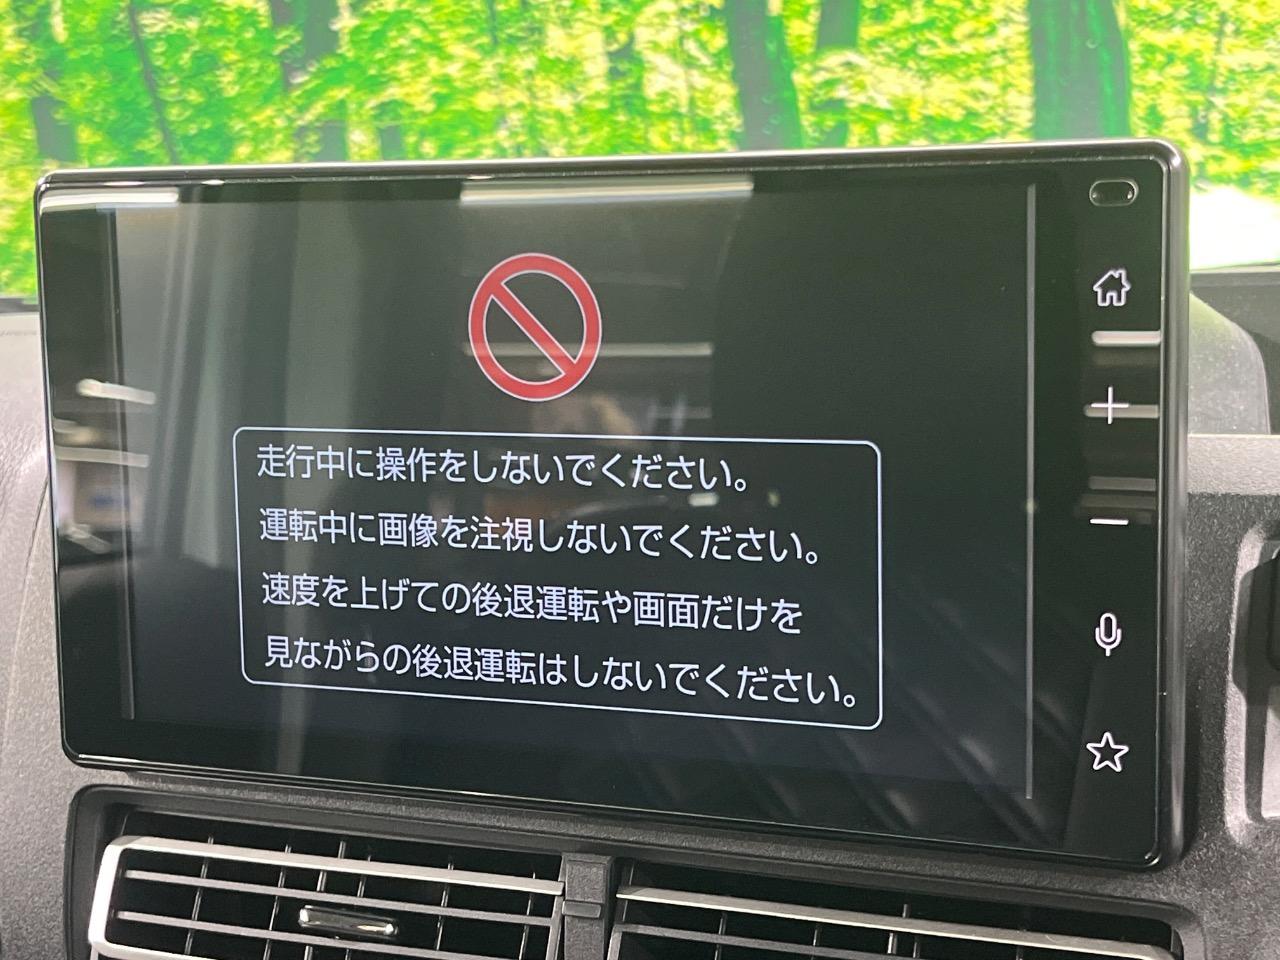 走行中に操作をしないでください。
運転中に画像を注視しないでください。
速度を上げての後退運転や画面だけを
見ながらの後退運転はしないでください。